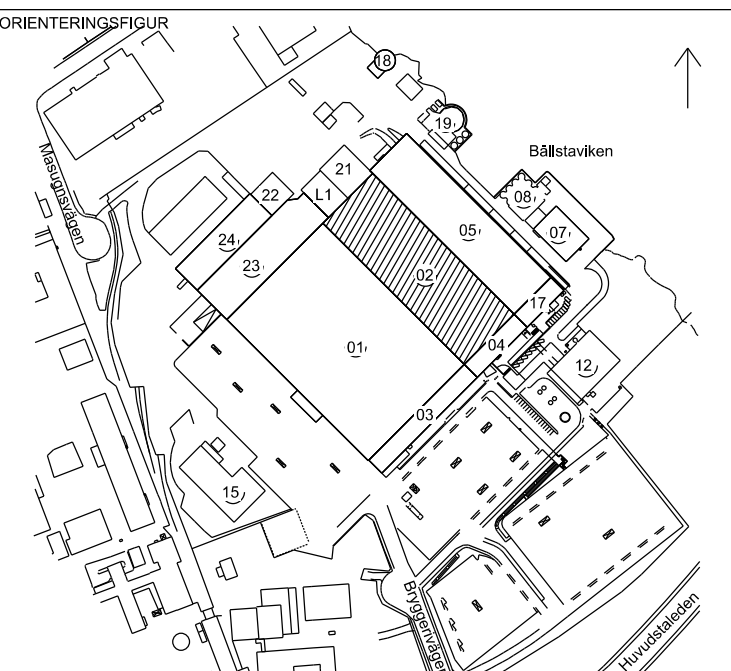 ORIENTERINGSFIGUR
18
19
Bällstaviken
Masugnsvägen
21
22
L1
08
07
24
05
23
02
17
01
04
12
03
15
Bryggerivägen
Huvudstaleden